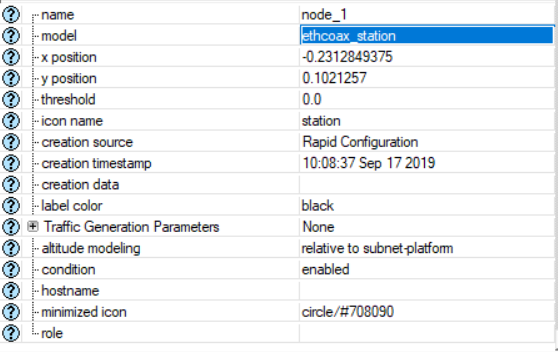 name node_1
model ethcoax_station
x position -0.2312849375
y position 0.1021257
threshold 0.0
icon name station
creation source Rapid Configuration
creation timestamp 10:08:37 Sep 17 2019
creation data
label color black
Traffic Generation Parameters None
altitude modeling relative to subnet-platform
condition enabled
hostname
minimized icon circle/#708090
role